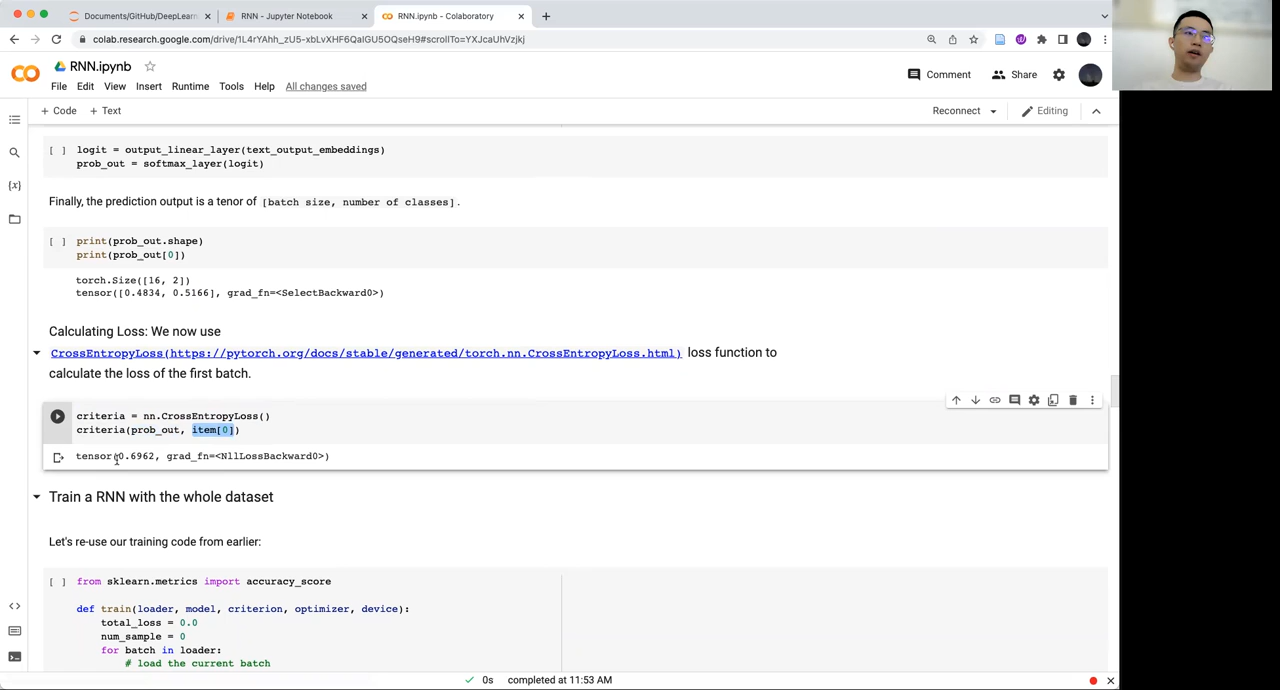 Documents/GitHub/DeepLearn
RNN - Jupyter Notebook
RNN.ipynb - Colaboratory
colab.research.google.com/drive/1L4rYAhh_zU5-xbLvXHF6QaIGU5OQseH9#scrollTo=YXJcaUhVzjkj
RNN.ipynb
Comment
Share
File Edit View Insert Runtime Tools Help All changes saved
+ Code + Text
Reconnect
Editing
[ ] logit = output_linear_layer(text_output_embeddings)
prob_out = softmax_layer(logit)
Finally, the prediction output is a tenor of [batch size, number of classes].
[ ] print(prob_out.shape)
print(prob_out[0])
torch.Size([16, 2])
tensor([0.4834, 0.5166], grad_fn=<SelectBackward0>)
Calculating Loss: We now use
CrossEntropyLoss(https://pytorch.org/docs/stable/generated/torch.nn.CrossEntropyLoss.html) loss function to
calculate the loss of the first batch.
criteria = nn.CrossEntropyLoss()
criteria(prob_out, item[0])
tensor(0.6962, grad_fn=<NllLossBackward0>)
Train a RNN with the whole dataset
Let's re-use our training code from earlier:
[ ] from sklearn.metrics import accuracy_score
def train(loader, model, criterion, optimizer, device):
total_loss = 0.0
num_sample = 0
for batch in loader:
# load the current batch
0s completed at 11:53 AM